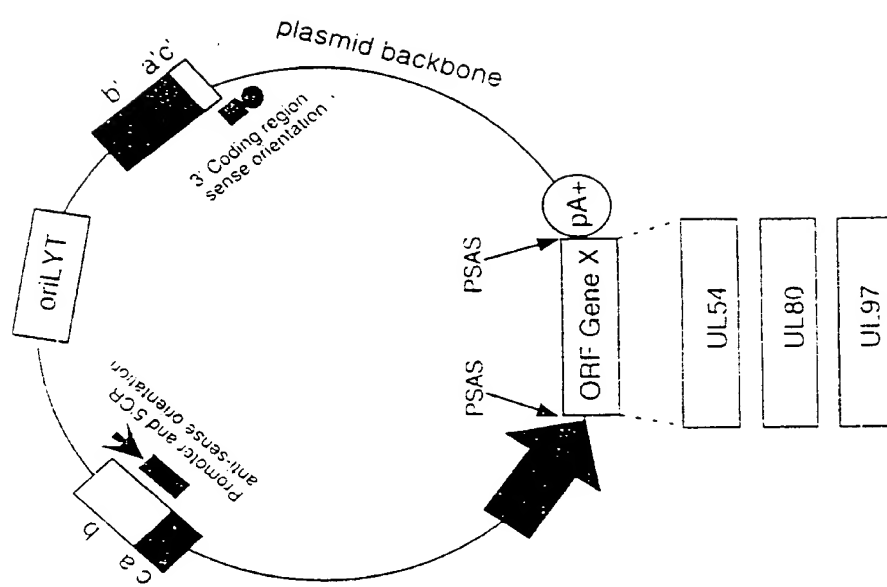 plasmid backbone
b' a'c'
3' Coding region
sense orientation
oriLYT
Promoter and 5'CR
anti-sense orientation
b
a
c
PSAS
PSAS
pA+
ORF Gene X
UL54
UL80
UL97